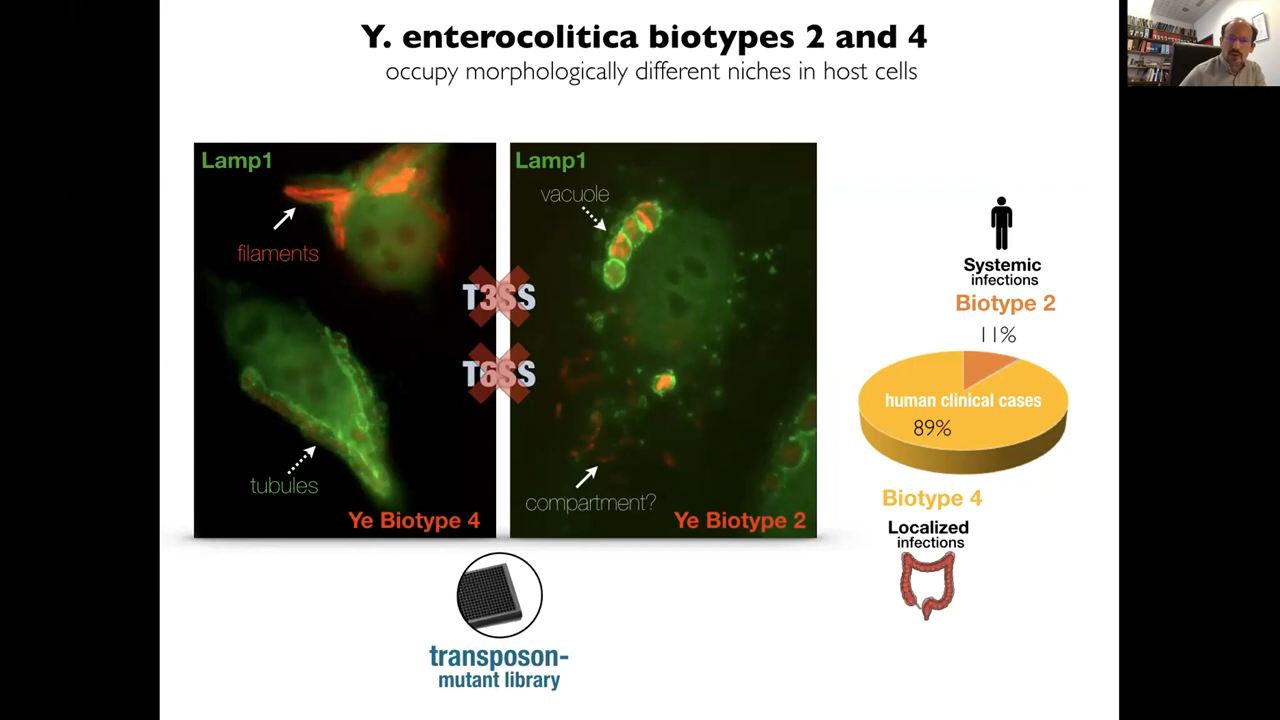 Y. enterocolitica biotypes 2 and 4
occupy morphologically different niches in host cells
Lamp1
filaments
tubules
Ye Biotype 4
T3SS
T6SS
Lamp1
vacuole
compartment?
Ye Biotype 2
Systemic
infections
Biotype 2
11%
human clinical cases
89%
Biotype 4
Localized
infections
transposon-
mutant library